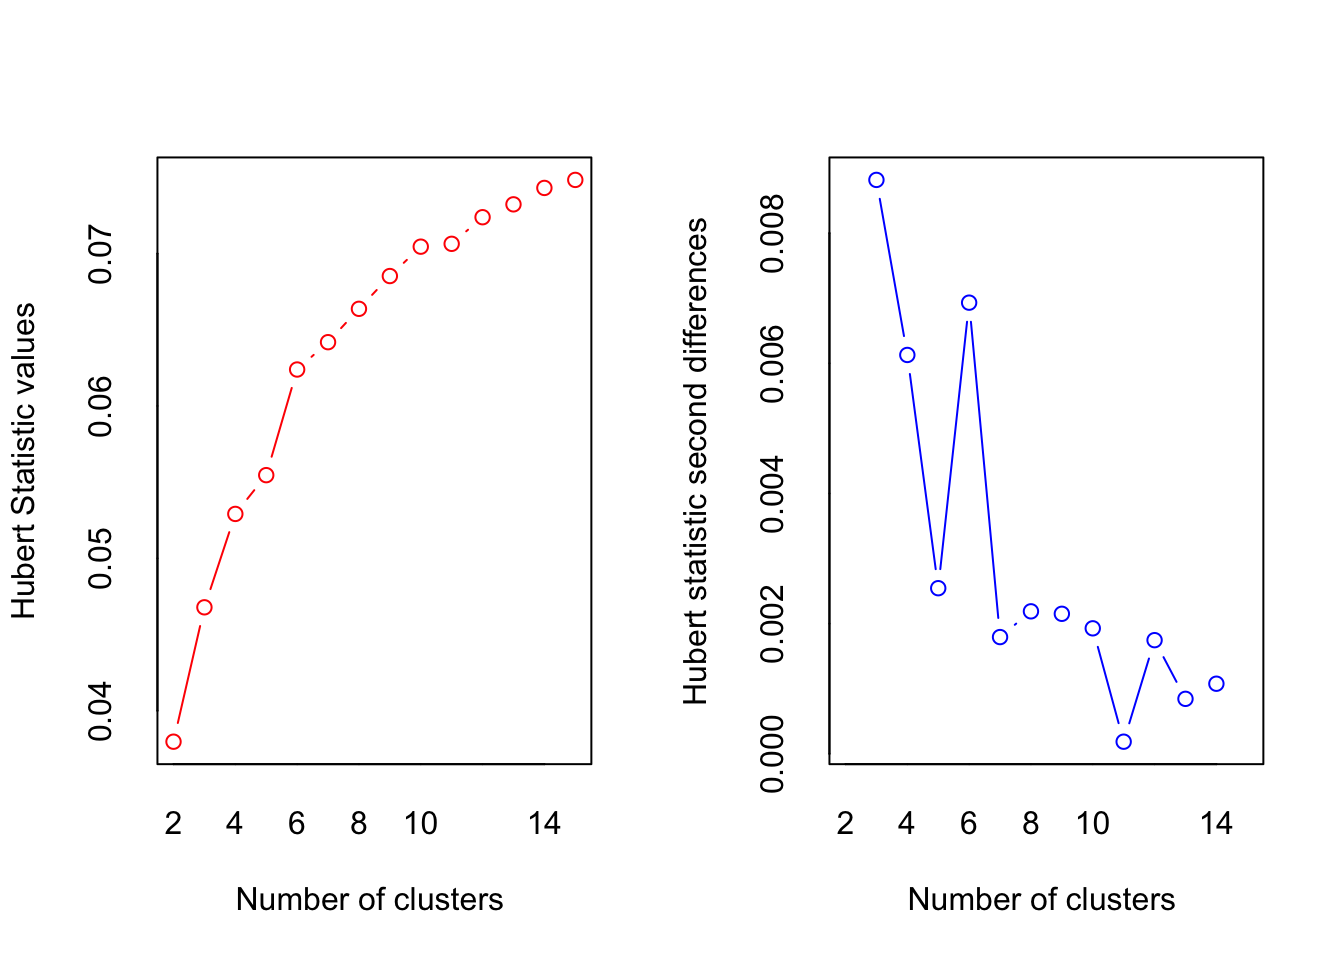 Hubert Statistic values
0.04 0.05 0.06 0.07
2 4 6 8 10 14
Number of clusters
Hubert statistic second differences
0.000 0.002 0.004 0.006 0.008
2 4 6 8 10 14
Number of clusters